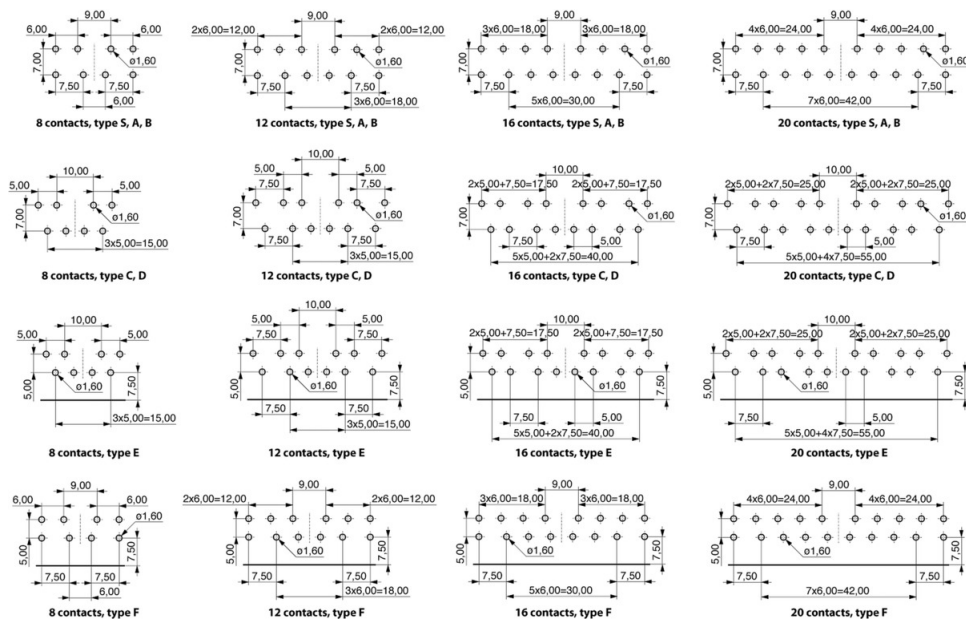 9,00
6,00 6,00
7,00
ø1,60
7,50 7,50
6,00
8 contacts, type S, A, B
9,00
2x6,00=12,00 2x6,00=12,00
ø1,60
7,50 7,50
3x6,00=18,00
12 contacts, type S, A, B
9,00
3x6,00=18,00 3x6,00=18,00
7,00
ø1,60
7,50 7,50
5x6,00=30,00
16 contacts, type S, A, B
9,00
4x6,00=24,00 4x6,00=24,00
7,00
ø1,60
7,50 7,50
7x6,00=42,00
20 contacts, type S, A, B
10,00
5,00 5,00
7,00
ø1,60
3x5,00=15,00
8 contacts, type C, D
10,00
5,00 5,00
7,50 7,50
7,00
ø1,60
7,50 7,50
3x5,00=15,00
12 contacts, type C, D
10,00
2x5,00+7,50=17,50 2x5,00+7,50=17,50
7,00
ø1,60
7,50 5,00
5x5,00+2x7,50=40,00
16 contacts, type C, D
10,00
2x5,00+2x7,50=25,00 2x5,00+2x7,50=25,00
7,00
ø1,60
7,50 5,00
5x5,00+4x7,50=55,00
20 contacts, type C, D
10,00
5,00 5,00
5,00
ø1,60
7,50
3x5,00=15,00
8 contacts, type E
10,00
5,00 5,00
7,50 7,50
5,00
ø1,60
7,50
7,50 7,50
3x5,00=15,00
12 contacts, type E
10,00
2x5,00+7,50=17,50 2x5,00+7,50=17,50
5,00
ø1,60
7,50
7,50 5,00
5x5,00+2x7,50=40,00
16 contacts, type E
10,00
2x5,00+2x7,50=25,00 2x5,00+2x7,50=25,00
5,00
ø1,60
7,50
7,50 5,00
5x5,00+4x7,50=55,00
20 contacts, type E
9,00
6,00 6,00
ø1,60
5,00
7,50
7,50 7,50
6,00
8 contacts, type F
9,00
2x6,00=12,00 2x6,00=12,00
5,00
ø1,60
7,50
7,50 7,50
3x6,00=18,00
12 contacts, type F
9,00
3x6,00=18,00 3x6,00=18,00
5,00
ø1,60
7,50
7,50 7,50
5x6,00=30,00
16 contacts, type F
9,00
4x6,00=24,00 4x6,00=24,00
5,00
ø1,60
7,50
7,50 7,50
7x6,00=42,00
20 contacts, type F